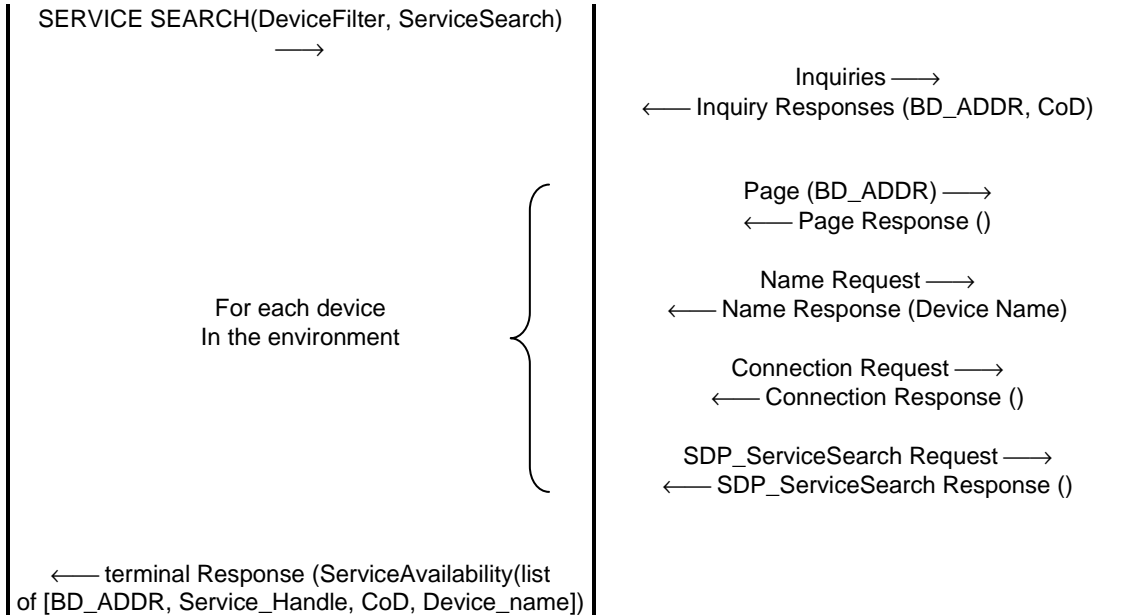 SERVICE SEARCH(DeviceFilter, ServiceSearch)
⟶
Inquiries ⟶
⟵ Inquiry Responses (BD_ADDR, CoD)
Page (BD_ADDR) ⟶
⟵ Page Response ()
Name Request ⟶
⟵ Name Response (Device Name)
For each device
In the environment
Connection Request ⟶
⟵ Connection Response ()
SDP_ServiceSearch Request ⟶
⟵ SDP_ServiceSearch Response ()
⟵ terminal Response (ServiceAvailability(list
of [BD_ADDR, Service_Handle, CoD, Device_name])